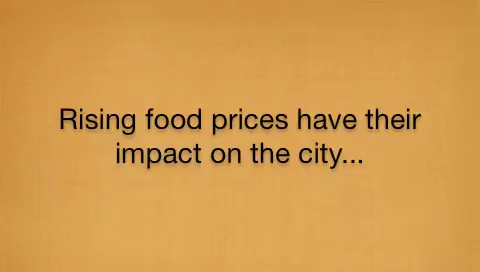 Rising food prices have their
impact on the city...